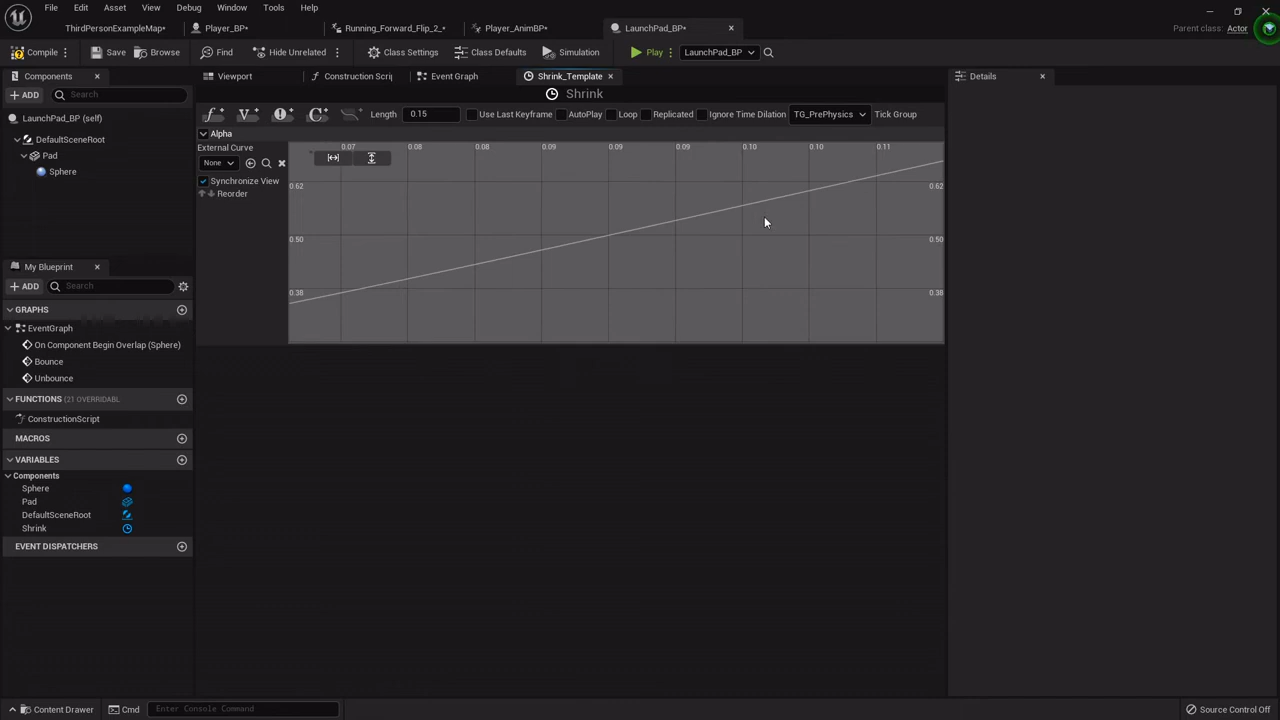 File Edit Asset View Debug Window Tools Help
ThirdPersonExampleMap• Player_BP• Running_Forward_Flip_2_• Player_AnimBP• LaunchPad_BP• Parent class: Actor
Compile Save Browse Find Hide Unrelated Class Settings Class Defaults Simulation Play LaunchPad_BP
Components Viewport Construction Scrij Event Graph Shrink_Template Details
+ ADD Search Shrink
LaunchPad_BP (self) Length 0.15 Use Last Keyframe AutoPlay Loop Replicated Ignore Time Dilation TG_PrePhysics Tick Group
DefaultSceneRoot Alpha
Pad External Curve 0.07 0.08 0.08 0.09 0.09 0.09 0.10 0.10 0.11
Sphere None
Synchronize View 0.62 0.62
Reorder
0.50 0.50
My Blueprint
+ ADD Search 0.38 0.38
GRAPHS
EventGraph
On Component Begin Overlap (Sphere)
Bounce
Unbounce
FUNCTIONS (21 OVERRIDABL
ConstructionScript
MACROS
VARIABLES
Components
Sphere
Pad
DefaultSceneRoot
Shrink
EVENT DISPATCHERS
Content Drawer Cmd Enter Console Command Source Control Off